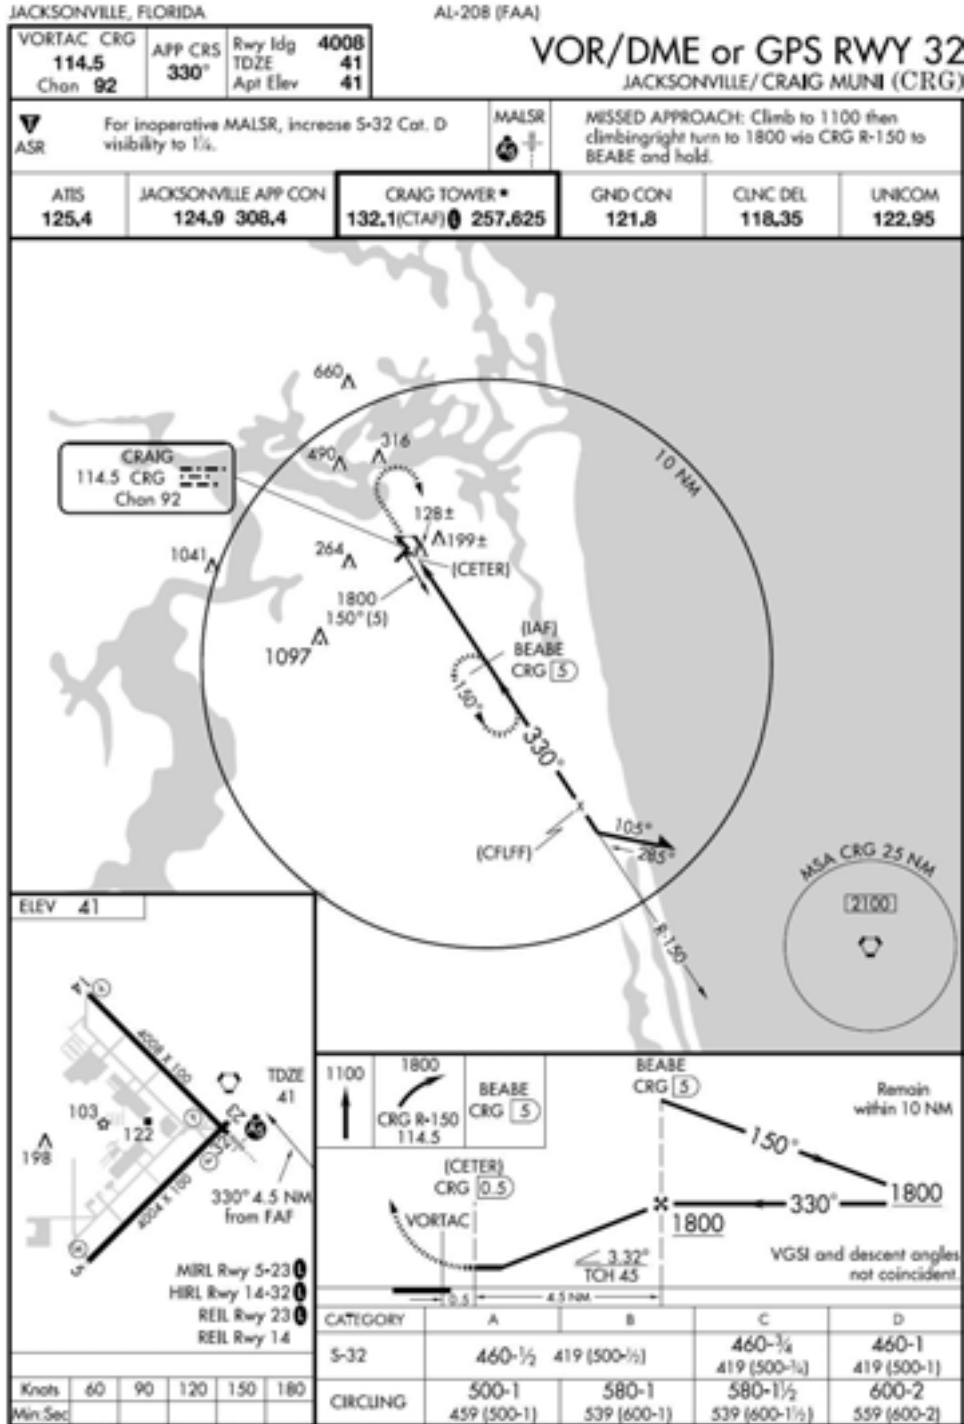 JACKSONVILLE, FLORIDA
AL-208 (FAA)
VORTAC CRG
114.5
Chan 92
APP CRS
330°
Rwy ldg 4008
TDZE 41
Apt Elev 41
VOR/DME or GPS RWY 32
JACKSONVILLE/CRAIG MUNI (CRG)
T
ASR
For inoperative MALSR, increase S-32 Cat. D
visibility to 1¼.
MALSR
MISSED APPROACH: Climb to 1100 then
climbingright turn to 1800 via CRG R-150 to
BEABE and hold.
ATIS
125.4
JACKSONVILLE APP CON
124.9 308.4
CRAIG TOWER *
132.1(CTAF) L 257.625
GND CON
121.8
CLNC DEL
118.35
UNICOM
122.95
660
316
490
10 NM
CRAIG
114.5 CRG
Chan 92
128±
199±
264
1041
(CETER)
1800
150°(5)
1097
(IAF)
BEABE
CRG 5
150°
330°
105°
285°
(CFLFF)
R-150
MSA CRG 25 NM
2100
ELEV 41
14
4008 X 100
TDZE
41
103
122
23
198
32
330° 4.5 NM
from FAF
4004 X 100
5
MIRL Rwy 5-23 L
HIRL Rwy 14-32 L
REIL Rwy 23 L
REIL Rwy 14
Knots 60 90 120 150 180
Min:Sec
1100
1800
CRG R-150
114.5
BEABE
CRG 5
BEABE
CRG 5
Remain
within 10 NM
150°
(CETER)
CRG 0.5
VORTAC
330°
1800
1800
3.32°
TCH 45
VGSI and descent angles
not coincident.
0.5
4.5 NM
CATEGORY A B C D
S-32 460-½ 419 (500-½) 460-¾ 419 (500-¾) 460-1 419 (500-1)
CIRCLING 500-1 459 (500-1) 580-1 539 (600-1) 580-1½ 539 (600-1½) 600-2 559 (600-2)